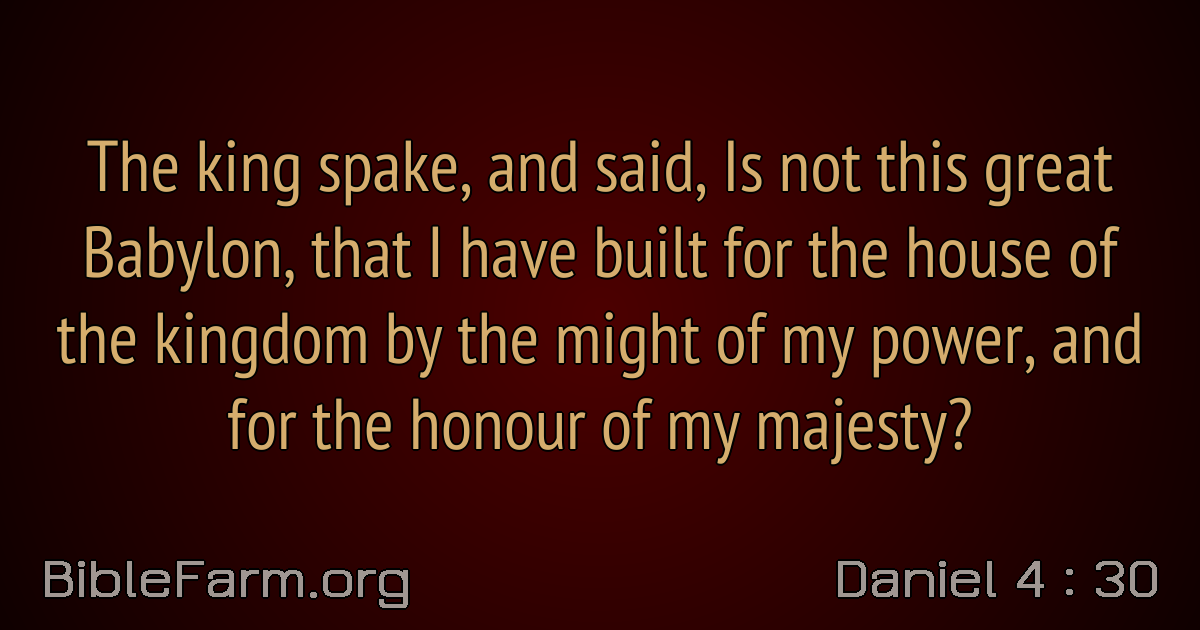 The king spake, and said, Is not this great
Babylon, that I have built for the house of
the kingdom by the might of my power, and
for the honour of my majesty?
BibleFarm.org
Daniel 4 : 30